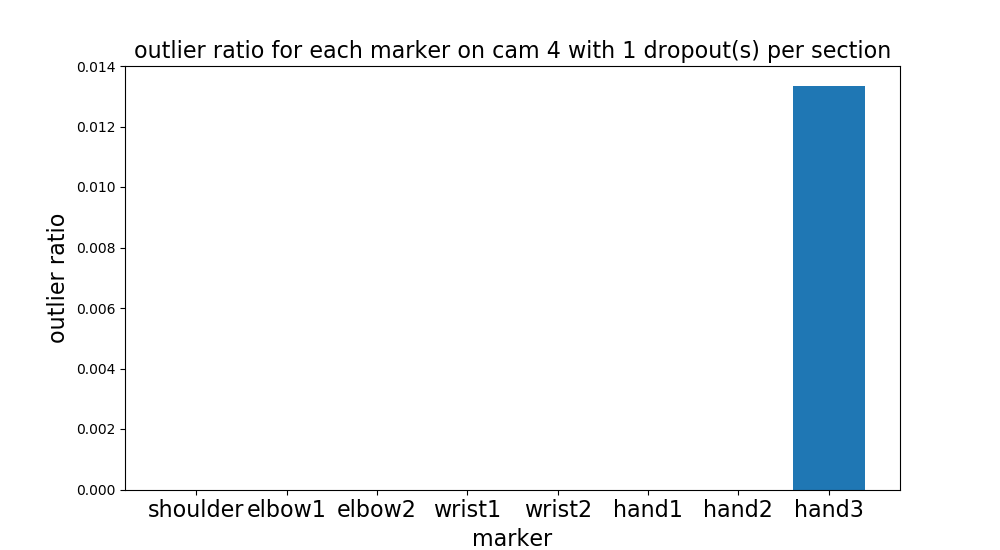 outlier ratio for each marker on cam 4 with 1 dropout(s) per section
0.014
0.012
0.010
0.008
0.006
0.004
0.002
0.000
outlier ratio
shoulder elbow1 elbow2 wrist1 wrist2 hand1 hand2 hand3
marker